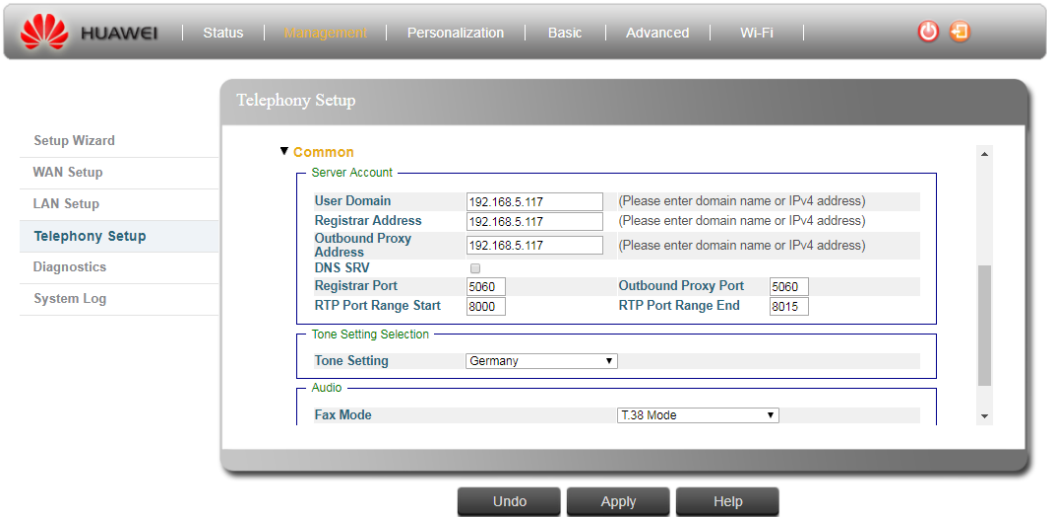 HUAWEI Status Management Personalization Basic Advanced Wi-Fi
Telephony Setup
Setup Wizard
WAN Setup
LAN Setup
Telephony Setup
Diagnostics
System Log
Common
Server Account
User Domain 192.168.5.117 (Please enter domain name or IPv4 address)
Registrar Address 192.168.5.117 (Please enter domain name or IPv4 address)
Outbound Proxy
Address 192.168.5.117 (Please enter domain name or IPv4 address)
DNS SRV
Registrar Port 5060 Outbound Proxy Port 5060
RTP Port Range Start 8000 RTP Port Range End 8015
Tone Setting Selection
Tone Setting Germany
Audio
Fax Mode T.38 Mode
Undo Apply Help